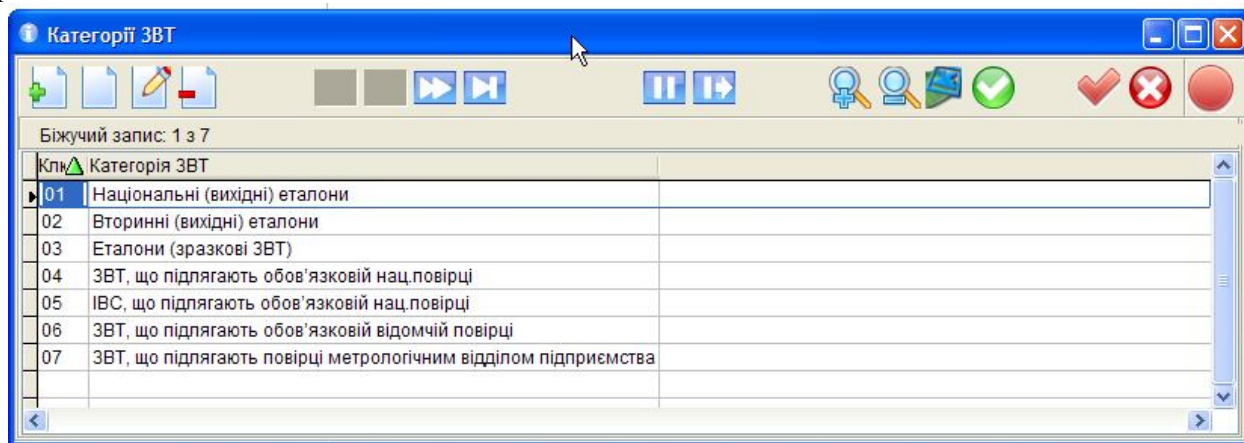 Категорії ЗВТ
Біжучий запис: 1 з 7
Клю Категорія ЗВТ
01 Національні (вихідні) еталони
02 Вторинні (вихідні) еталони
03 Еталони (зразкові ЗВТ)
04 ЗВТ, що підлягають обов'язковій нац.повірці
05 ІВС, що підлягають обов'язковій нац.повірці
06 ЗВТ, що підлягають обов'язковій відомчій повірці
07 ЗВТ, що підлягають повірці метрологічним відділом підприємства